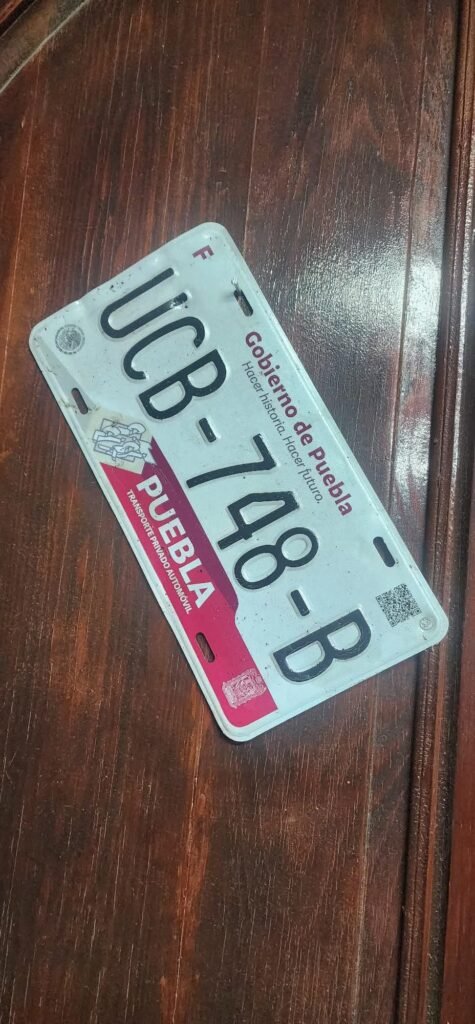 F
Gobierno de Puebla
Hacer historia. Hacer futuro.
UCB-748-B
PUEBLA
TRANSPORTE PRIVADO AUTOMÓVIL